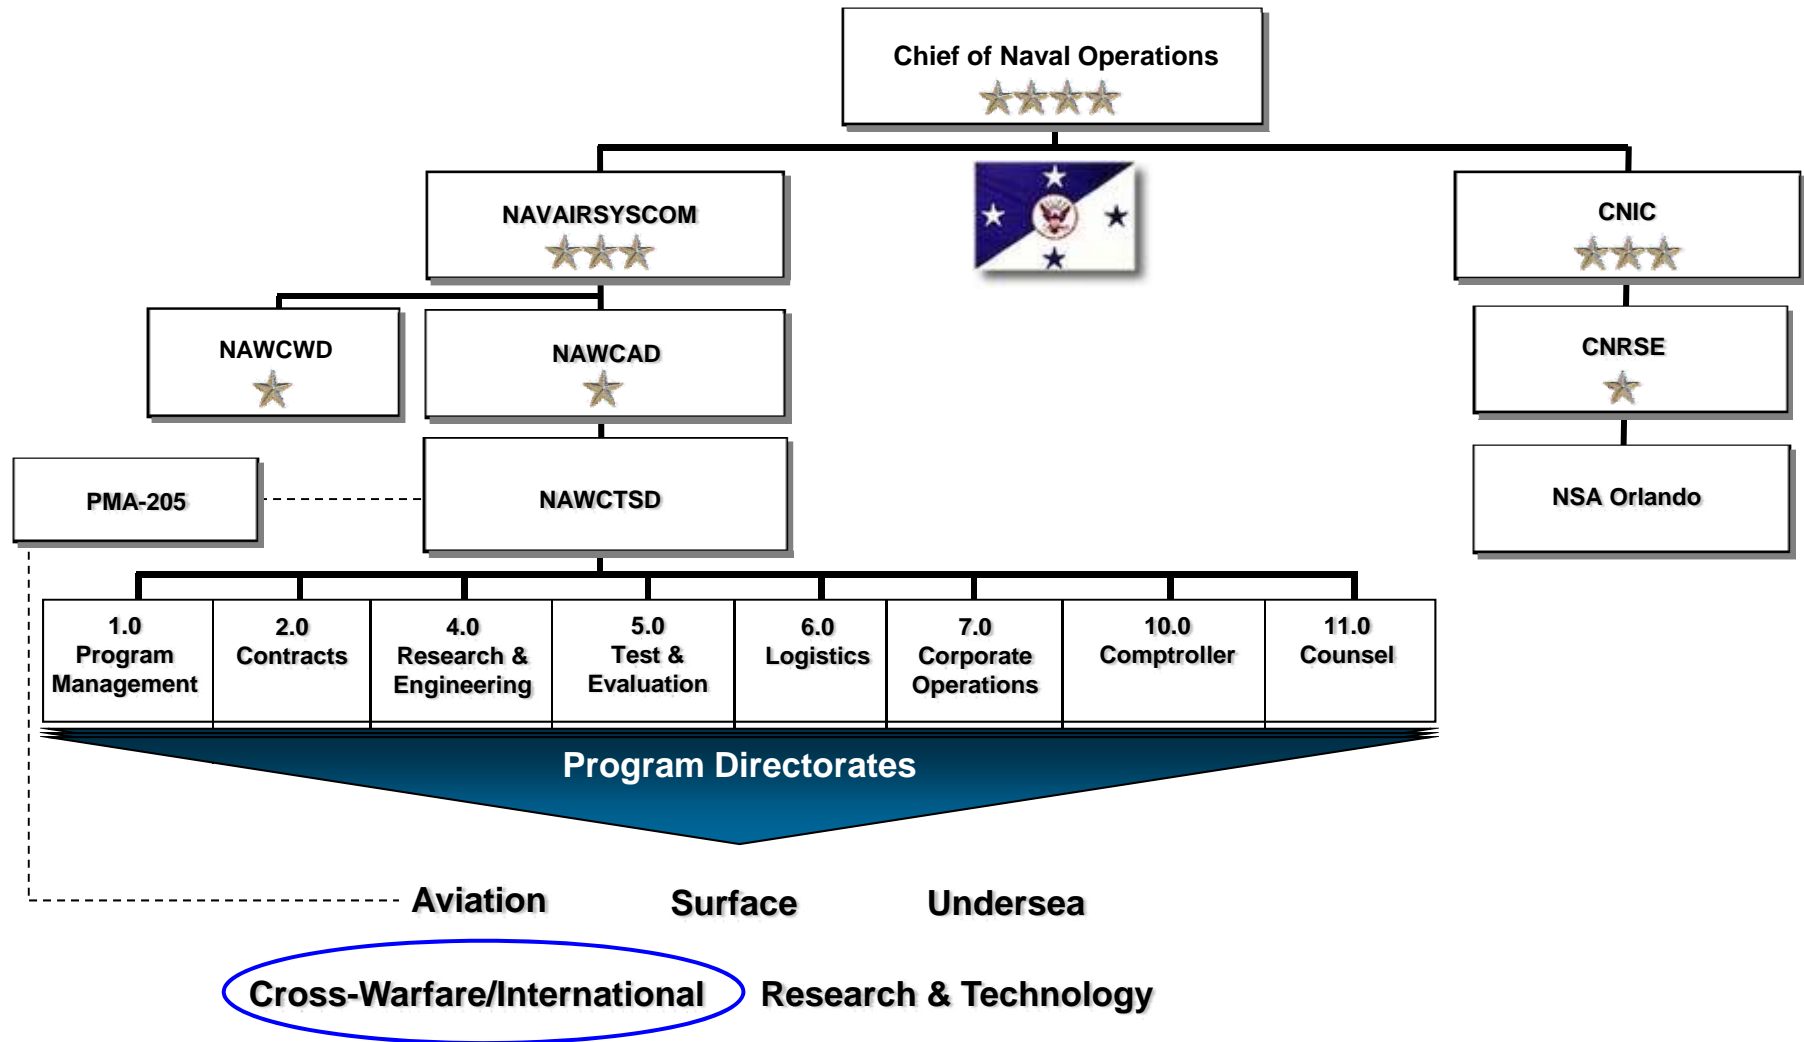 Chief of Naval Operations
NAVAIRSYSCOM
CNIC
NAWCWD
NAWCAD
CNRSE
PMA-205
NAWCTSD
NSA Orlando
1.0
Program
Management
2.0
Contracts
4.0
Research &
Engineering
5.0
Test &
Evaluation
6.0
Logistics
7.0
Corporate
Operations
10.0
Comptroller
11.0
Counsel
Program Directorates
Aviation
Surface
Undersea
Cross-Warfare/International
Research & Technology